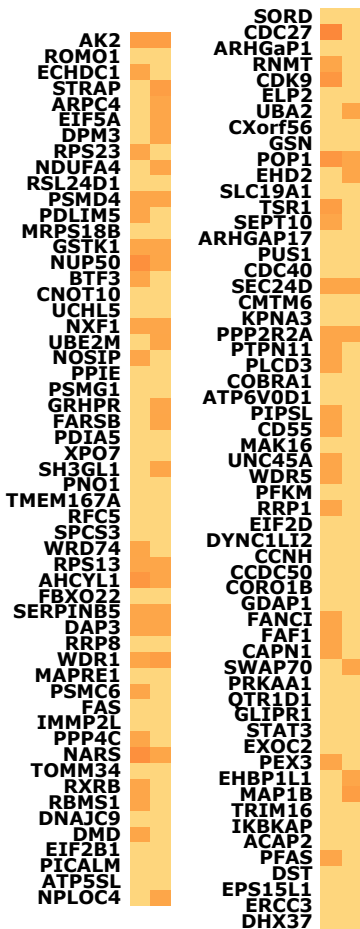 AK2
ROMO1
ECHDC1
STRAP
ARPC4
EIF5A
DPM3
RPS23
NDUFA4
RSL24D1
PSMD4
PDLIM5
MRPS18B
GSTK1
NUP50
BTF3
CNOT10
UCHL5
NXF1
UBE2M
NOSIP
PPIE
PSMG1
GRHPR
FARSB
PDIA5
XPO7
SH3GL1
PNO1
TMEM167A
RFC5
SPCS3
WRD74
RPS13
AHCYL1
FBXO22
SERPINB5
DAP3
RRP8
WDR1
MAPRE1
PSMC6
FAS
IMMP2L
PPP4C
NARS
TOMM34
RXRB
RBMS1
DNAJC9
DMD
EIF2B1
PICALM
ATP5SL
NPLOC4
SORD
CDC27
ARHGaP1
RNMT
CDK9
ELP2
UBA2
CXorf56
GSN
POP1
EHD2
SLC19A1
TSR1
SEPT10
ARHGAP17
PUS1
CDC40
SEC24D
CMTM6
KPNA3
PPP2R2A
PTPN11
PLCD3
COBRA1
ATP6V0D1
PIPSL
CD55
MAK16
UNC45A
WDR5
PFKM
RRP1
EIF2D
DYNC1LI2
CCNH
CCDC50
CORO1B
GDAP1
FANCI
FAF1
CAPN1
SWAP70
PRKAA1
QTR1D1
GLIPR1
STAT3
EXOC2
PEX3
EHBP1L1
MAP1B
TRIM16
IKBKAP
ACAP2
PFAS
DST
EPS15L1
ERCC3
DHX37